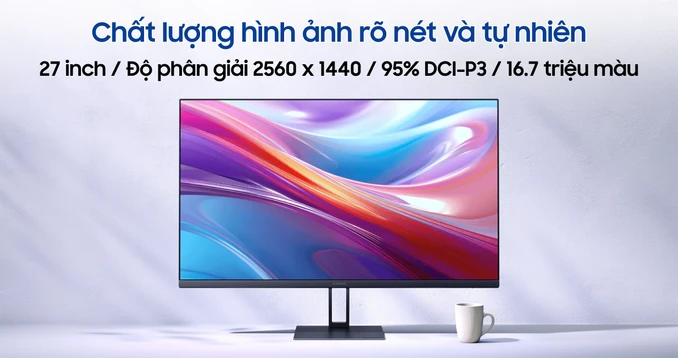 Chất lượng hình ảnh rõ nét và tự nhiên
27 inch / Độ phân giải 2560 x 1440 / 95% DCI-P3 / 16.7 triệu màu